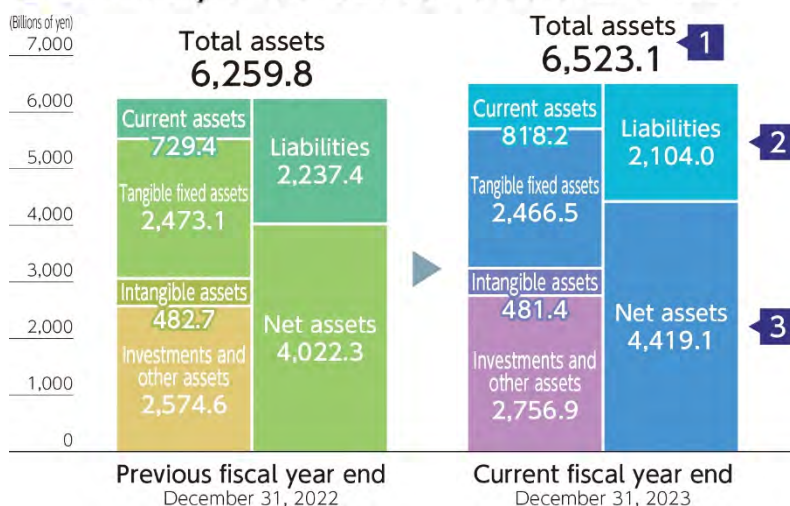 (Billions of yen)
7,000
6,000
5,000
4,000
3,000
2,000
1,000
0
Total assets
6,259.8
Current assets
729.4
Tangible fixed assets
2,473.1
Intangible assets
482.7
Investments and
other assets
2,574.6
Liabilities
2,237.4
Net assets
4,022.3
Previous fiscal year end
December 31, 2022
Total assets
6,523.1
1
Current assets
818.2
Tangible fixed assets
2,466.5
Intangible assets
481.4
Investments and
other assets
2,756.9
Liabilities
2,104.0
2
Net assets
4,419.1
3
Current fiscal year end
December 31, 2023